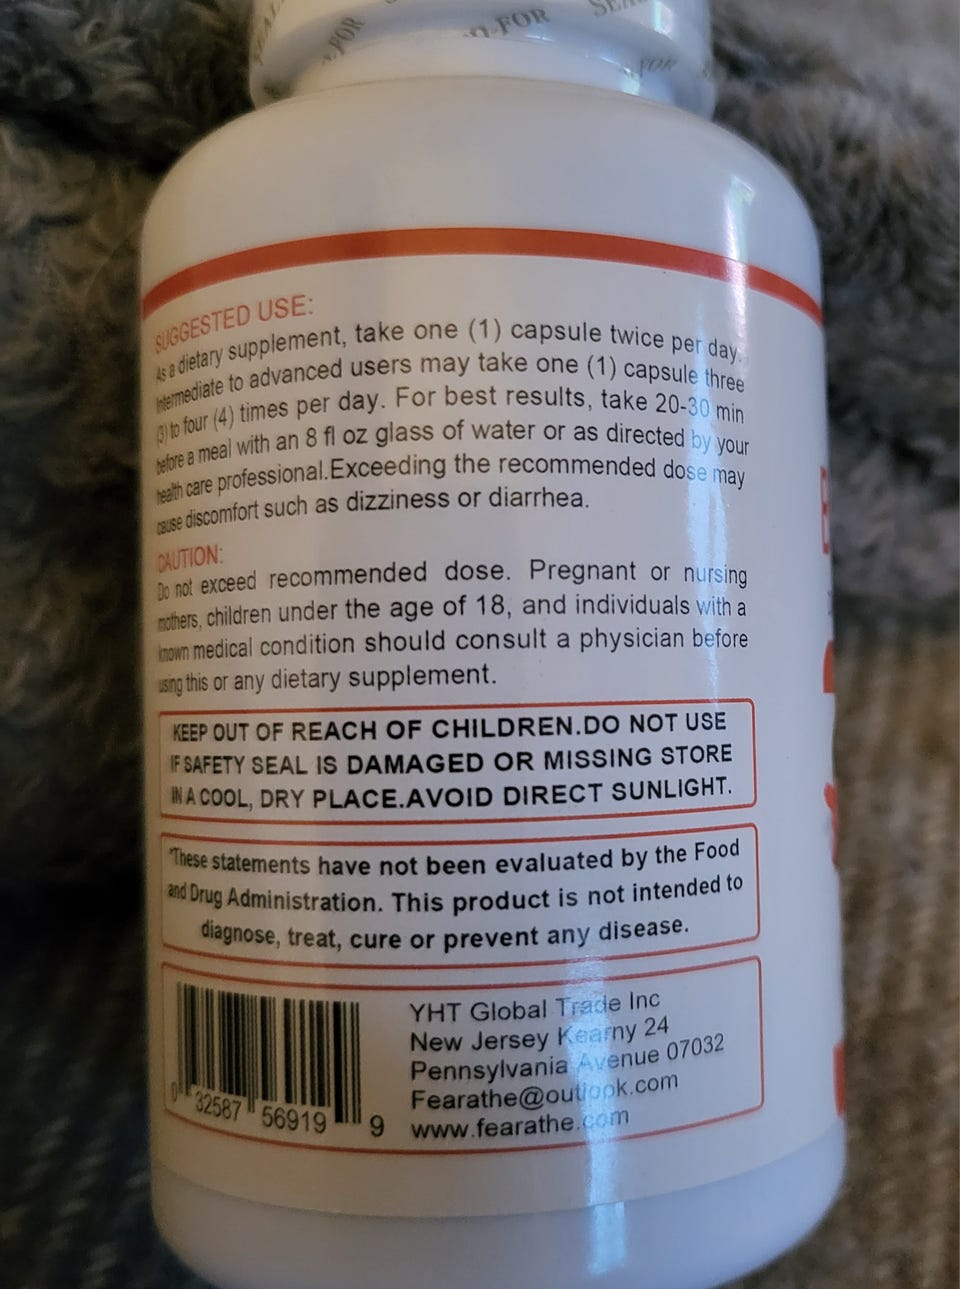 -FOR
FOR
SUGGESTED USE:
As a dietary supplement, take one (1) capsule twice per day.
Intermediate to advanced users may take one (1) capsule three
(3) to four (4) times per day. For best results, take 20-30 min
before a meal with an 8 fl oz glass of water or as directed by your
health care professional.Exceeding the recommended dose may
cause discomfort such as dizziness or diarrhea.
CAUTION:
Do not exceed recommended dose. Pregnant or nursing
mothers, children under the age of 18, and individuals with a
known medical condition should consult a physician before
using this or any dietary supplement.
KEEP OUT OF REACH OF CHILDREN.DO NOT USE
IF SAFETY SEAL IS DAMAGED OR MISSING STORE
IN A COOL, DRY PLACE.AVOID DIRECT SUNLIGHT.
*These statements have not been evaluated by the Food
and Drug Administration. This product is not intended to
diagnose, treat, cure or prevent any disease.
YHT Global Trade Inc
New Jersey Kearny 24
Pennsylvania Avenue 07032
Fearathe@outlook.com
www.fearathe.com
0 32587 56919 9